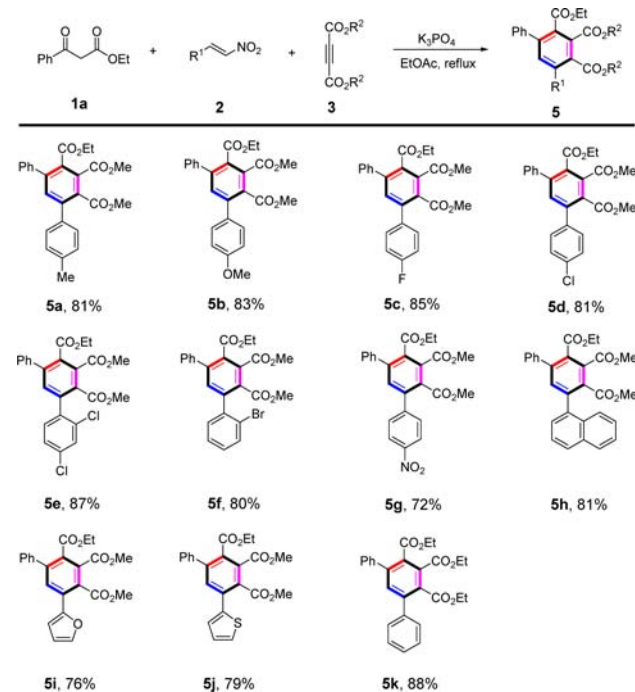 O O
Ph OEt
1a
+
R¹ NO₂
2
+
CO₂R²
CO₂R²
3
K₃PO₄
EtOAc, reflux
CO₂Et
Ph CO₂R²
CO₂R²
R¹
5
CO₂Et
Ph CO₂Me
CO₂Me
Me
5a, 81%
CO₂Et
Ph CO₂Me
CO₂Me
OMe
5b, 83%
CO₂Et
Ph CO₂Me
CO₂Me
F
5c, 85%
CO₂Et
Ph CO₂Me
CO₂Me
Cl
5d, 81%
CO₂Et
Ph CO₂Me
CO₂Me
Cl
Cl
5e, 87%
CO₂Et
Ph CO₂Me
CO₂Me
Br
5f, 80%
CO₂Et
Ph CO₂Me
CO₂Me
NO₂
5g, 72%
CO₂Et
Ph CO₂Me
CO₂Me
5h, 81%
CO₂Et
Ph CO₂Me
CO₂Me
O
5i, 76%
CO₂Et
Ph CO₂Me
CO₂Me
S
5j, 79%
CO₂Et
Ph CO₂Et
CO₂Et
5k, 88%